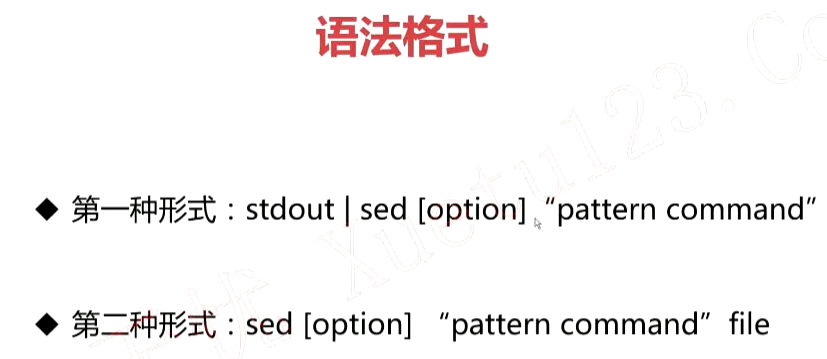 语法格式
◆ 第一种形式：stdout | sed [option] “pattern command”
◆ 第二种形式：sed [option] “pattern command” file